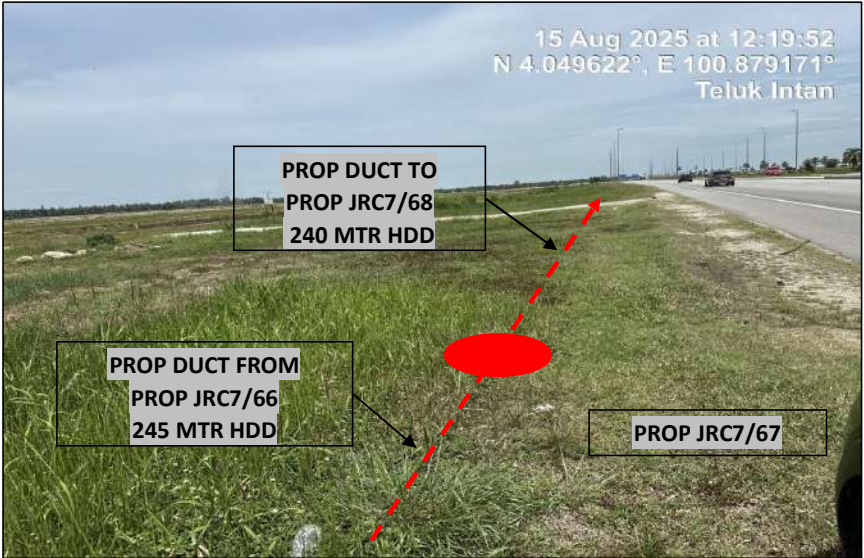 15 Aug 2025 at 12:19:52
N 4.049622°, E 100.879171°
Teluk Intan
PROP DUCT TO
PROP JRC7/68
240 MTR HDD
PROP DUCT FROM
PROP JRC7/66
245 MTR HDD
PROP JRC7/67